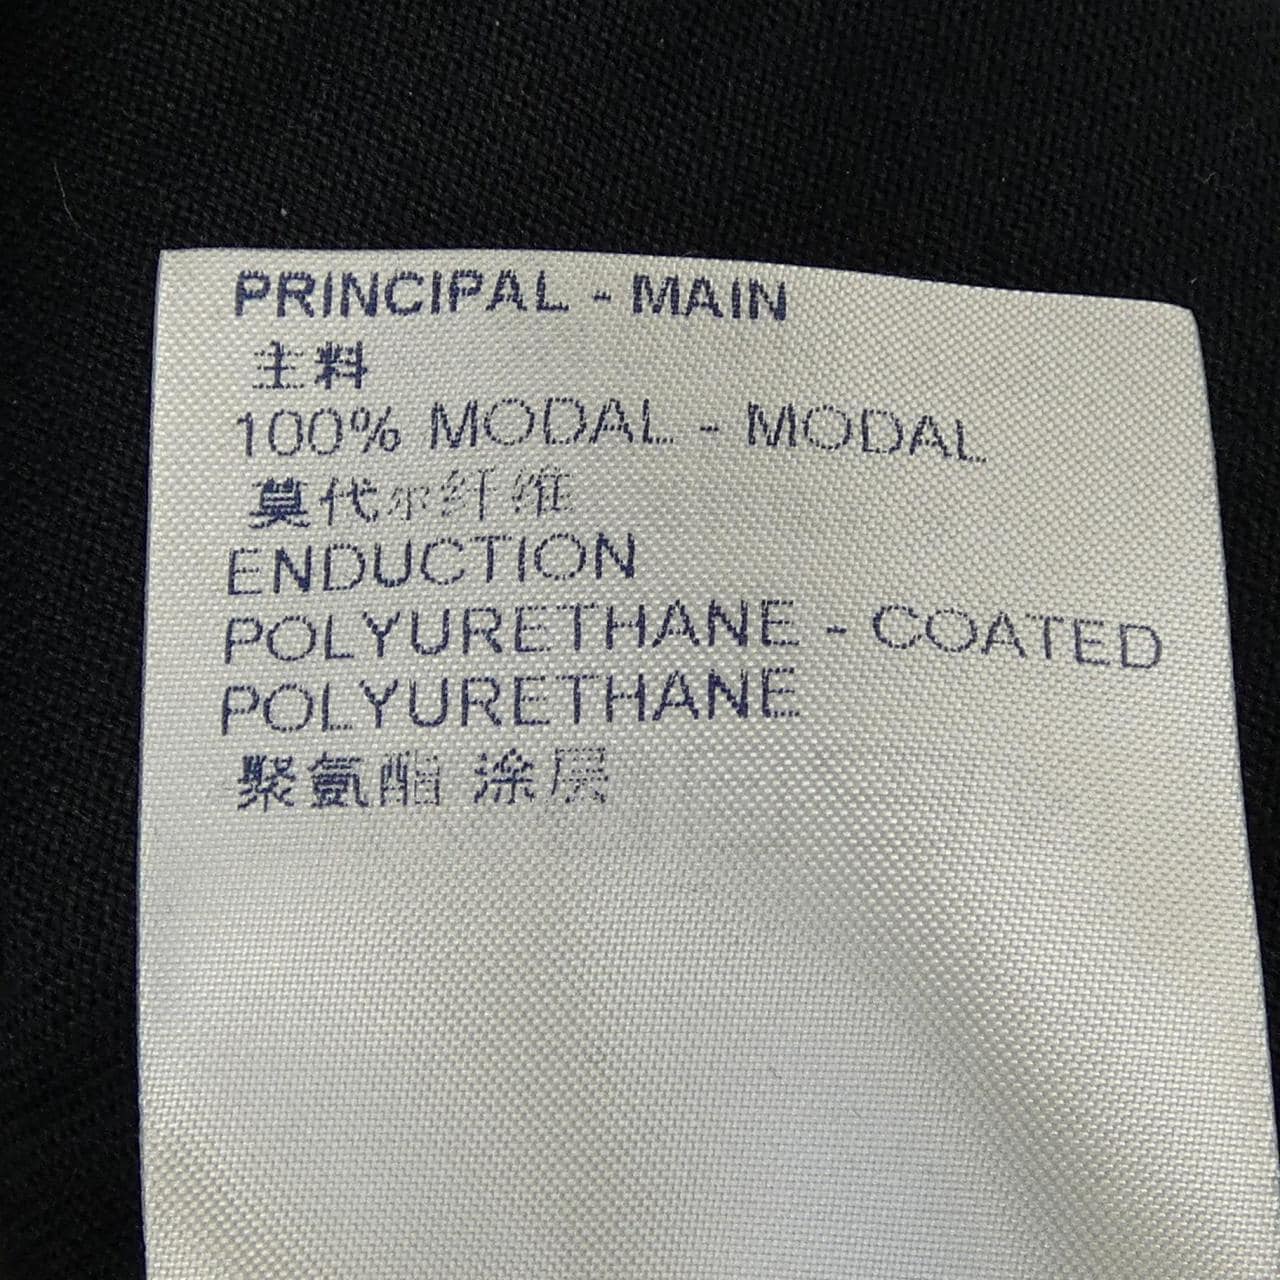 PRINCIPAL - MAIN
主料
100% MODAL - MODAL
莫代尔纤维
ENDUCTION
POLYURETHANE - COATED
POLYURETHANE
聚氨酯 涂层